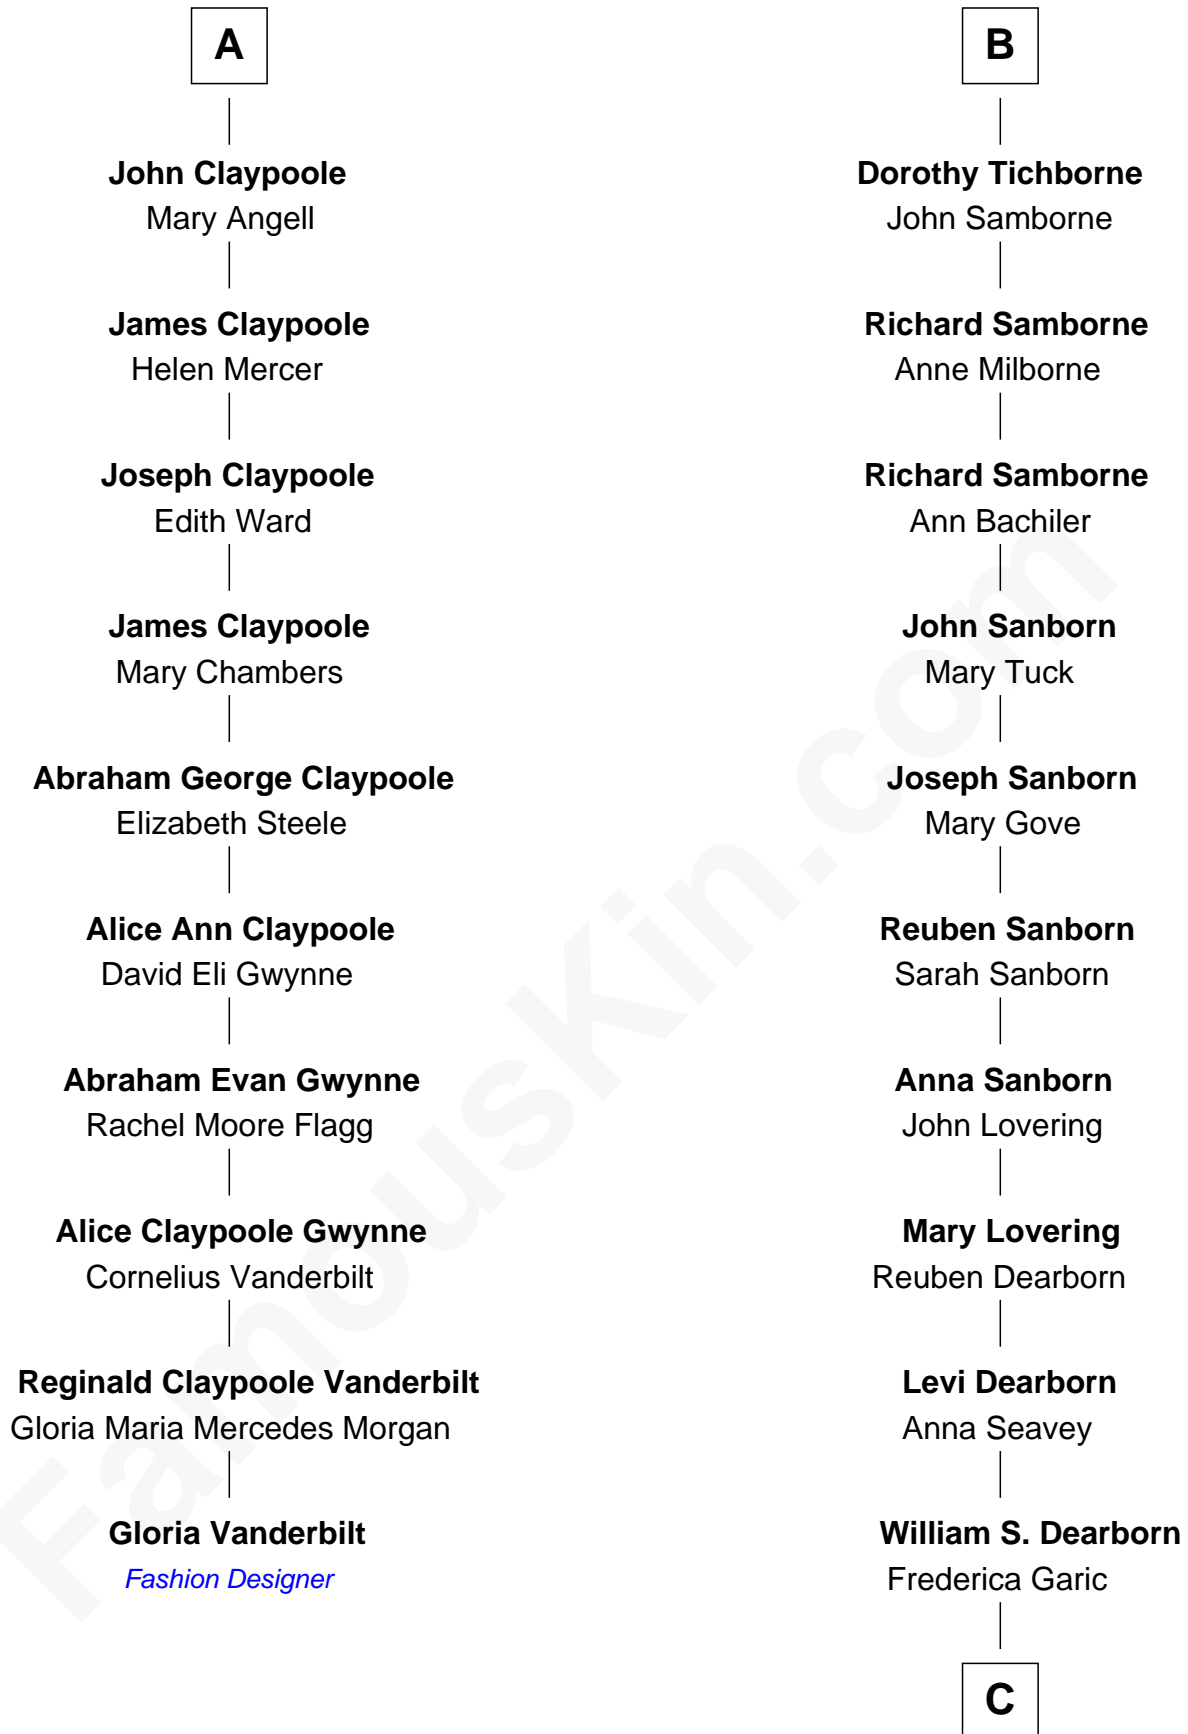 A
John Claypoole
Mary Angell
James Claypoole
Helen Mercer
Joseph Claypoole
Edith Ward
James Claypoole
Mary Chambers
Abraham George Claypoole
Elizabeth Steele
Alice Ann Claypoole
David Eli Gwynne
Abraham Evan Gwynne
Rachel Moore Flagg
Alice Claypoole Gwynne
Cornelius Vanderbilt
Reginald Claypoole Vanderbilt
Gloria Maria Mercedes Morgan
Gloria Vanderbilt
Fashion Designer
B
Dorothy Tichborne
John Samborne
Richard Samborne
Anne Milborne
Richard Samborne
Ann Bachiler
John Sanborn
Mary Tuck
Joseph Sanborn
Mary Gove
Reuben Sanborn
Sarah Sanborn
Anna Sanborn
John Lovering
Mary Lovering
Reuben Dearborn
Levi Dearborn
Anna Seavey
William S. Dearborn
Frederica Garic
C
FamousKin.com